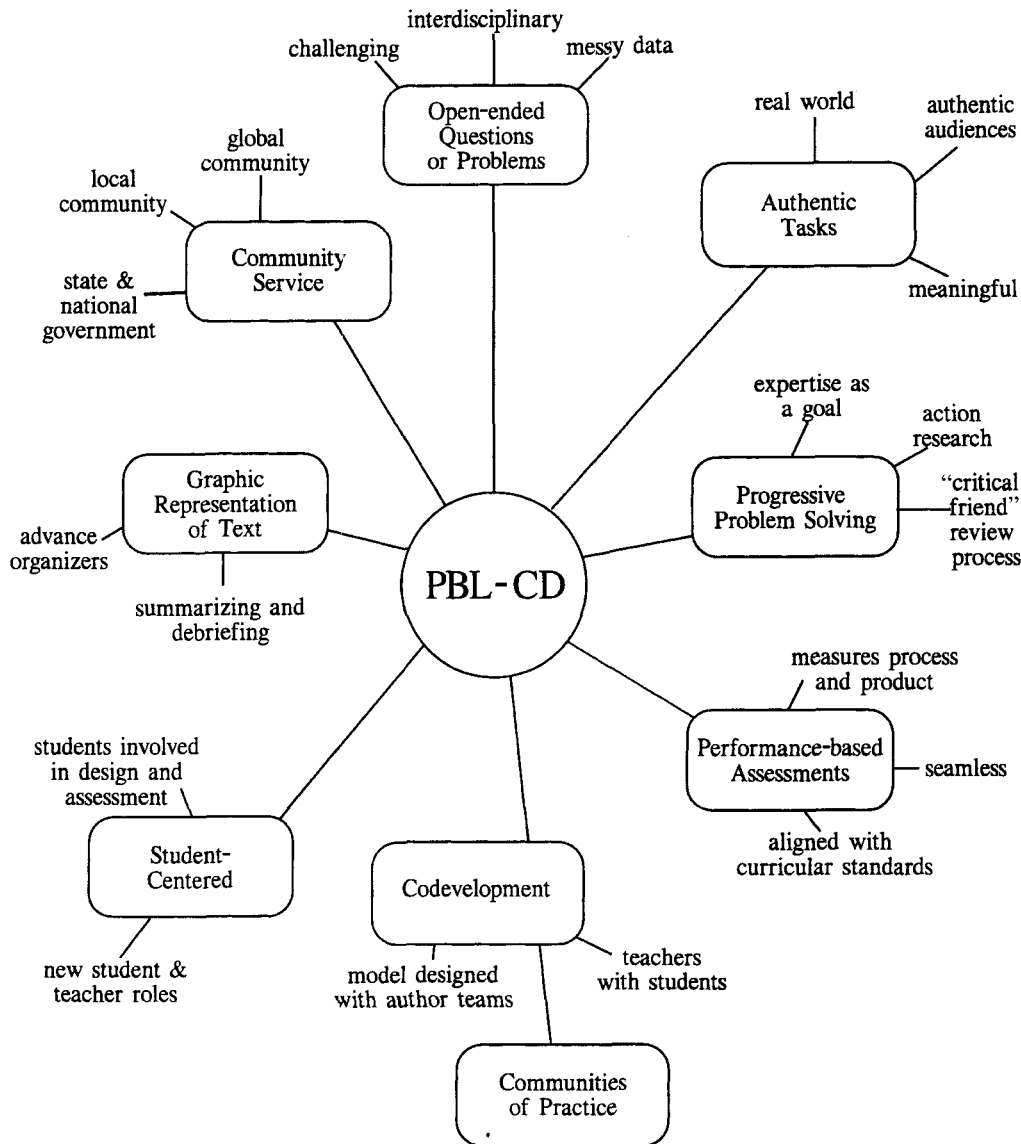 interdisciplinary
challenging
messy data
Open-ended
Questions
or Problems
real world
authentic
audiences
Authentic
Tasks
meaningful
global
community
local
community
Community
Service
state &
national
government
expertise as
a goal
action
research
Progressive
Problem Solving
“critical
friend”
review
process
Graphic
Representation
of Text
advance
organizers
summarizing and
debriefing
PBL-CD
measures process
and product
Performance-based
Assessments
seamless
aligned with
curricular standards
students involved
in design and
assessment
Student-
Centered
new student &
teacher roles
Codevelopment
model designed
with author teams
teachers
with students
Communities
of Practice